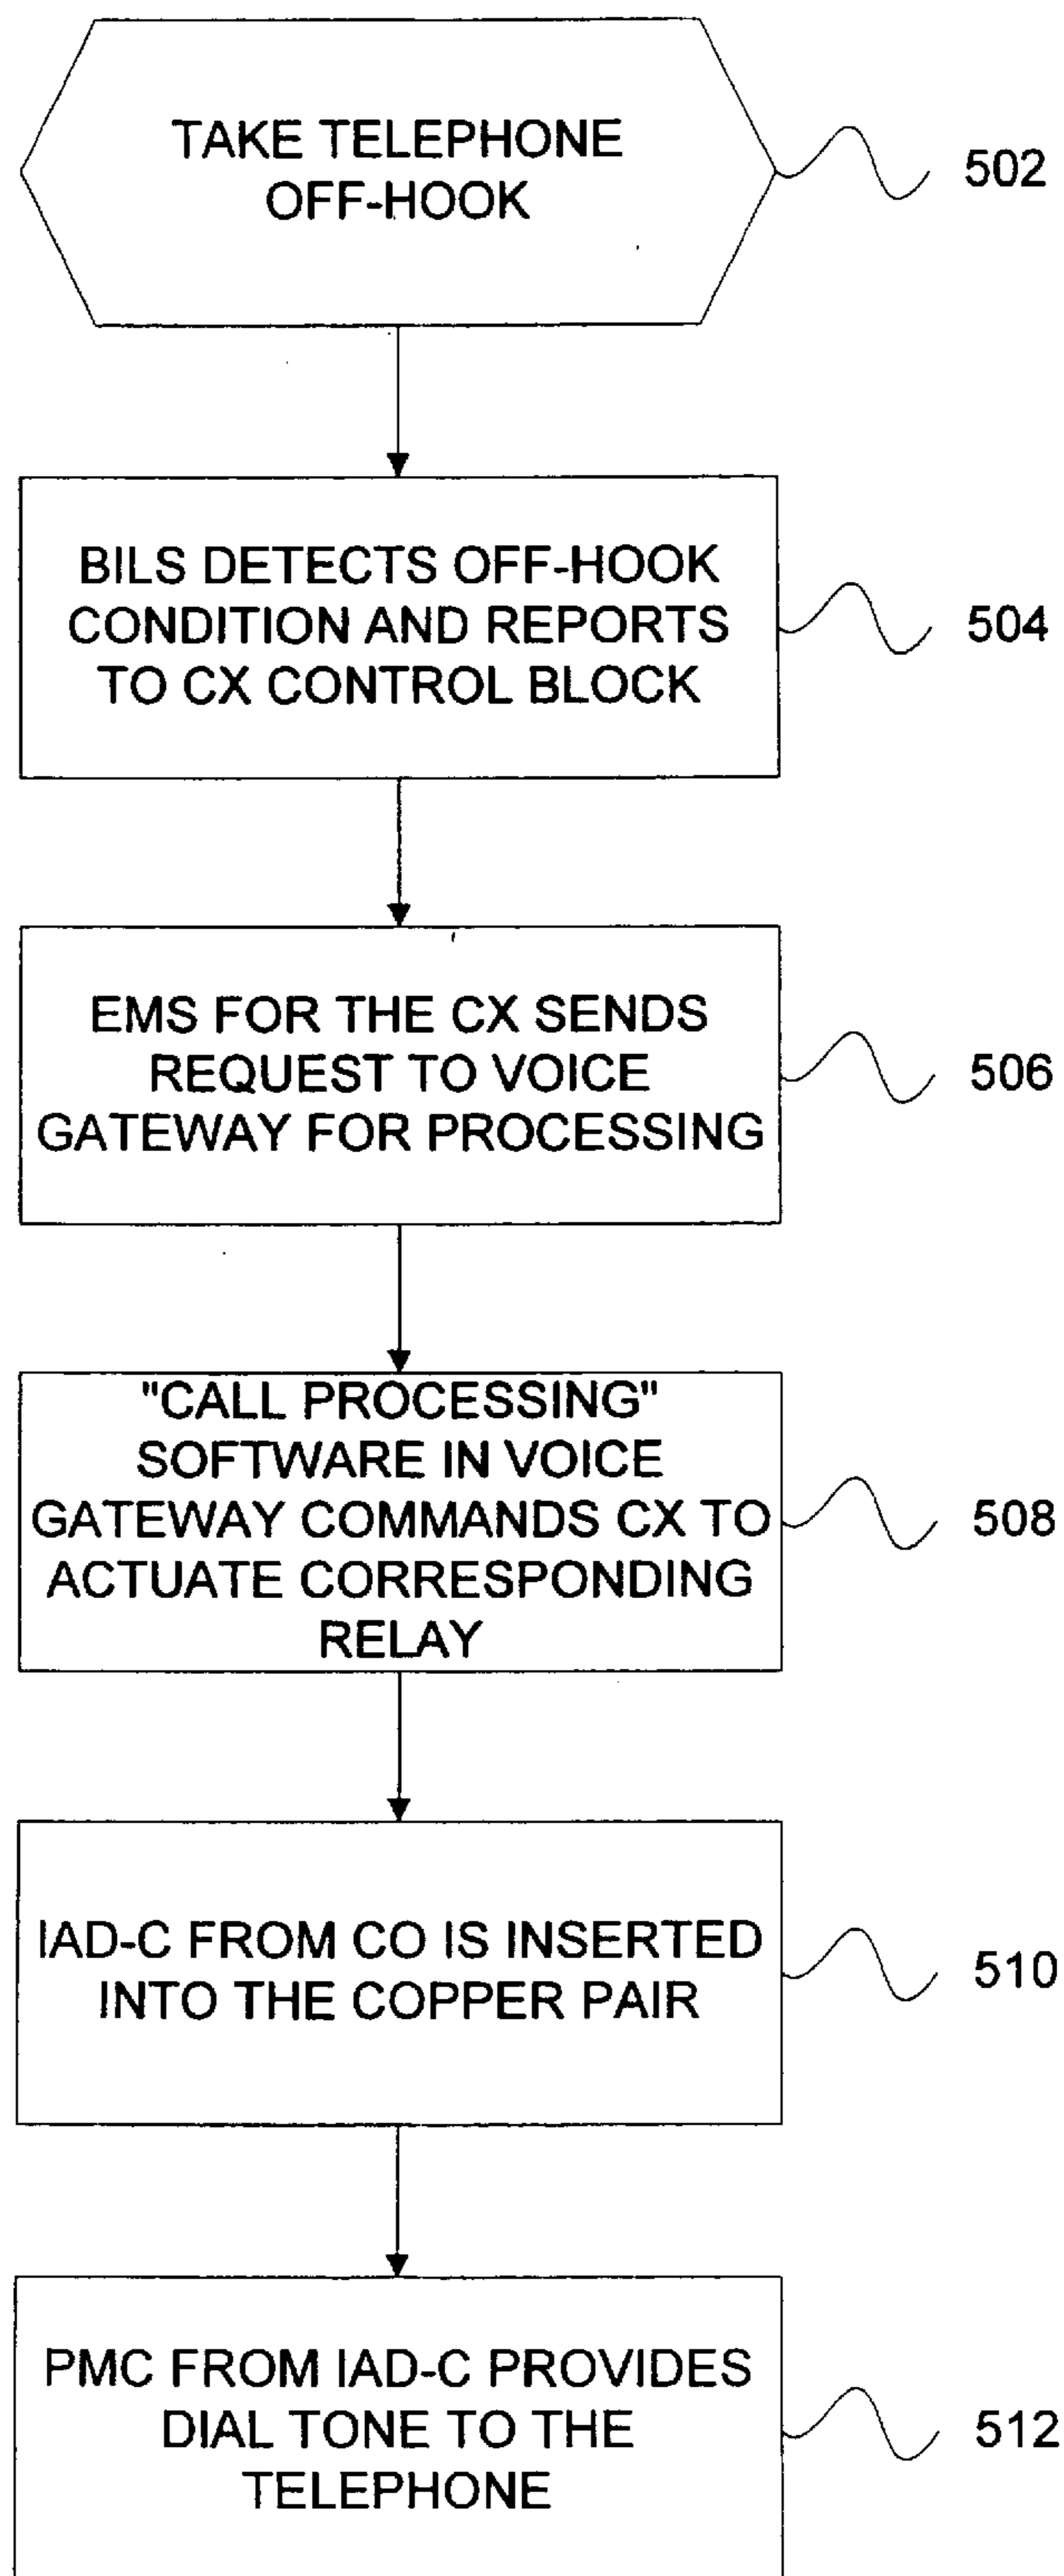 TAKE TELEPHONE
OFF-HOOK
502
BILS DETECTS OFF-HOOK
CONDITION AND REPORTS
TO CX CONTROL BLOCK
504
EMS FOR THE CX SENDS
REQUEST TO VOICE
GATEWAY FOR PROCESSING
506
"CALL PROCESSING"
SOFTWARE IN VOICE
GATEWAY COMMANDS CX TO
ACTUATE CORRESPONDING
RELAY
508
IAD-C FROM CO IS INSERTED
INTO THE COPPER PAIR
510
PMC FROM IAD-C PROVIDES
DIAL TONE TO THE
TELEPHONE
512